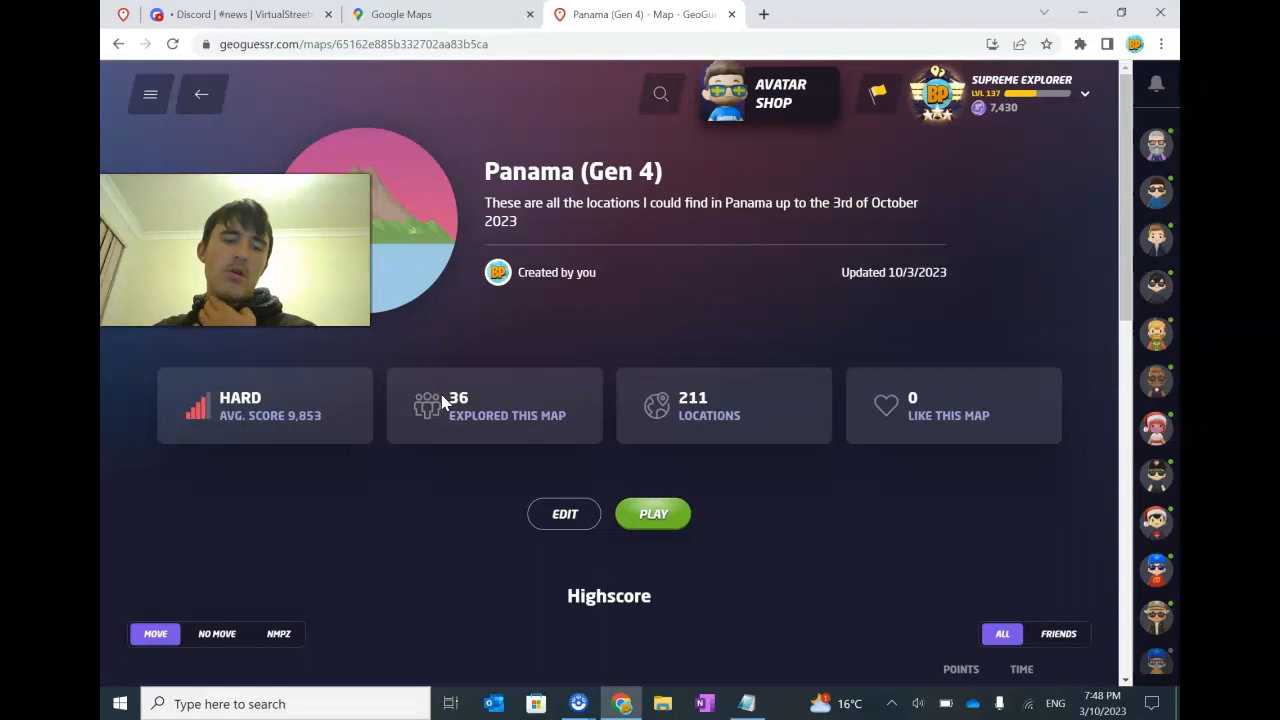 • Discord | #news | VirtualStreet
Google Maps
Panama (Gen 4) - Map - GeoGue
geoguessr.com/maps/65162e885b332702aa83b5ca
AVATAR
SHOP
BP
SUPREME EXPLORER
LVL 137
7,430
Panama (Gen 4)
These are all the locations I could find in Panama up to the 3rd of October
2023
BP
Created by you
Updated 10/3/2023
HARD
AVG. SCORE 9,853
36
EXPLORED THIS MAP
211
LOCATIONS
0
LIKE THIS MAP
EDIT
PLAY
Highscore
MOVE
NO MOVE
NMPZ
ALL
FRIENDS
POINTS
TIME
Type here to search
1
16°C
ENG
7:48 PM
3/10/2023